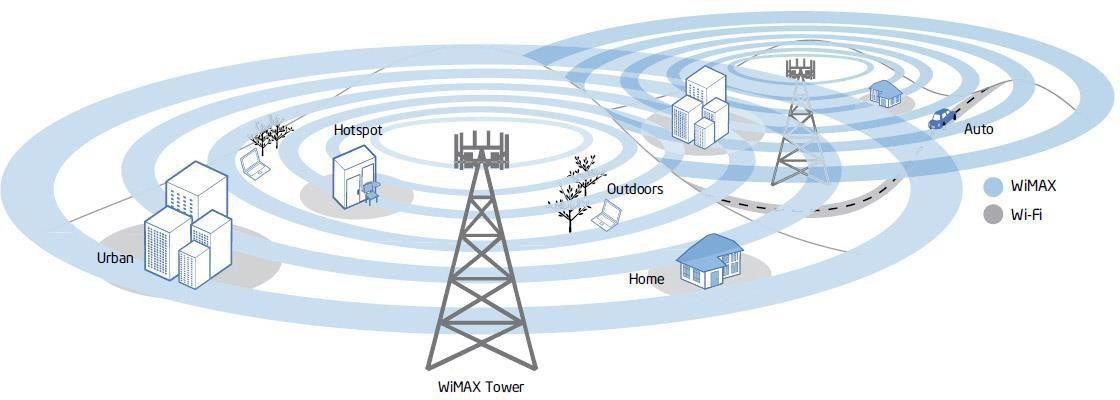 Hotspot
Auto
Outdoors
WiMAX
Wi-Fi
Urban
Home
WiMAX Tower